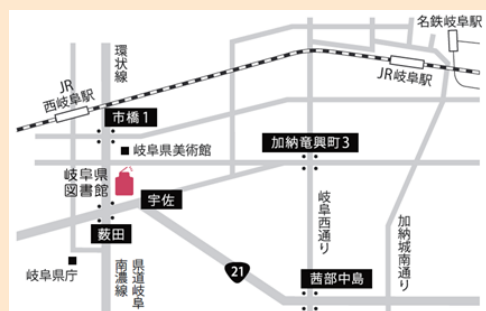 名鉄岐阜駅
環状線
JR
西岐阜駅
JR岐阜駅
市橋1
岐阜県美術館
加納竜興町3
岐阜県
図書館
宇佐
岐阜西通り
加納城南通り
薮田
岐阜県庁
県道岐阜
南濃線
21
茜部中島